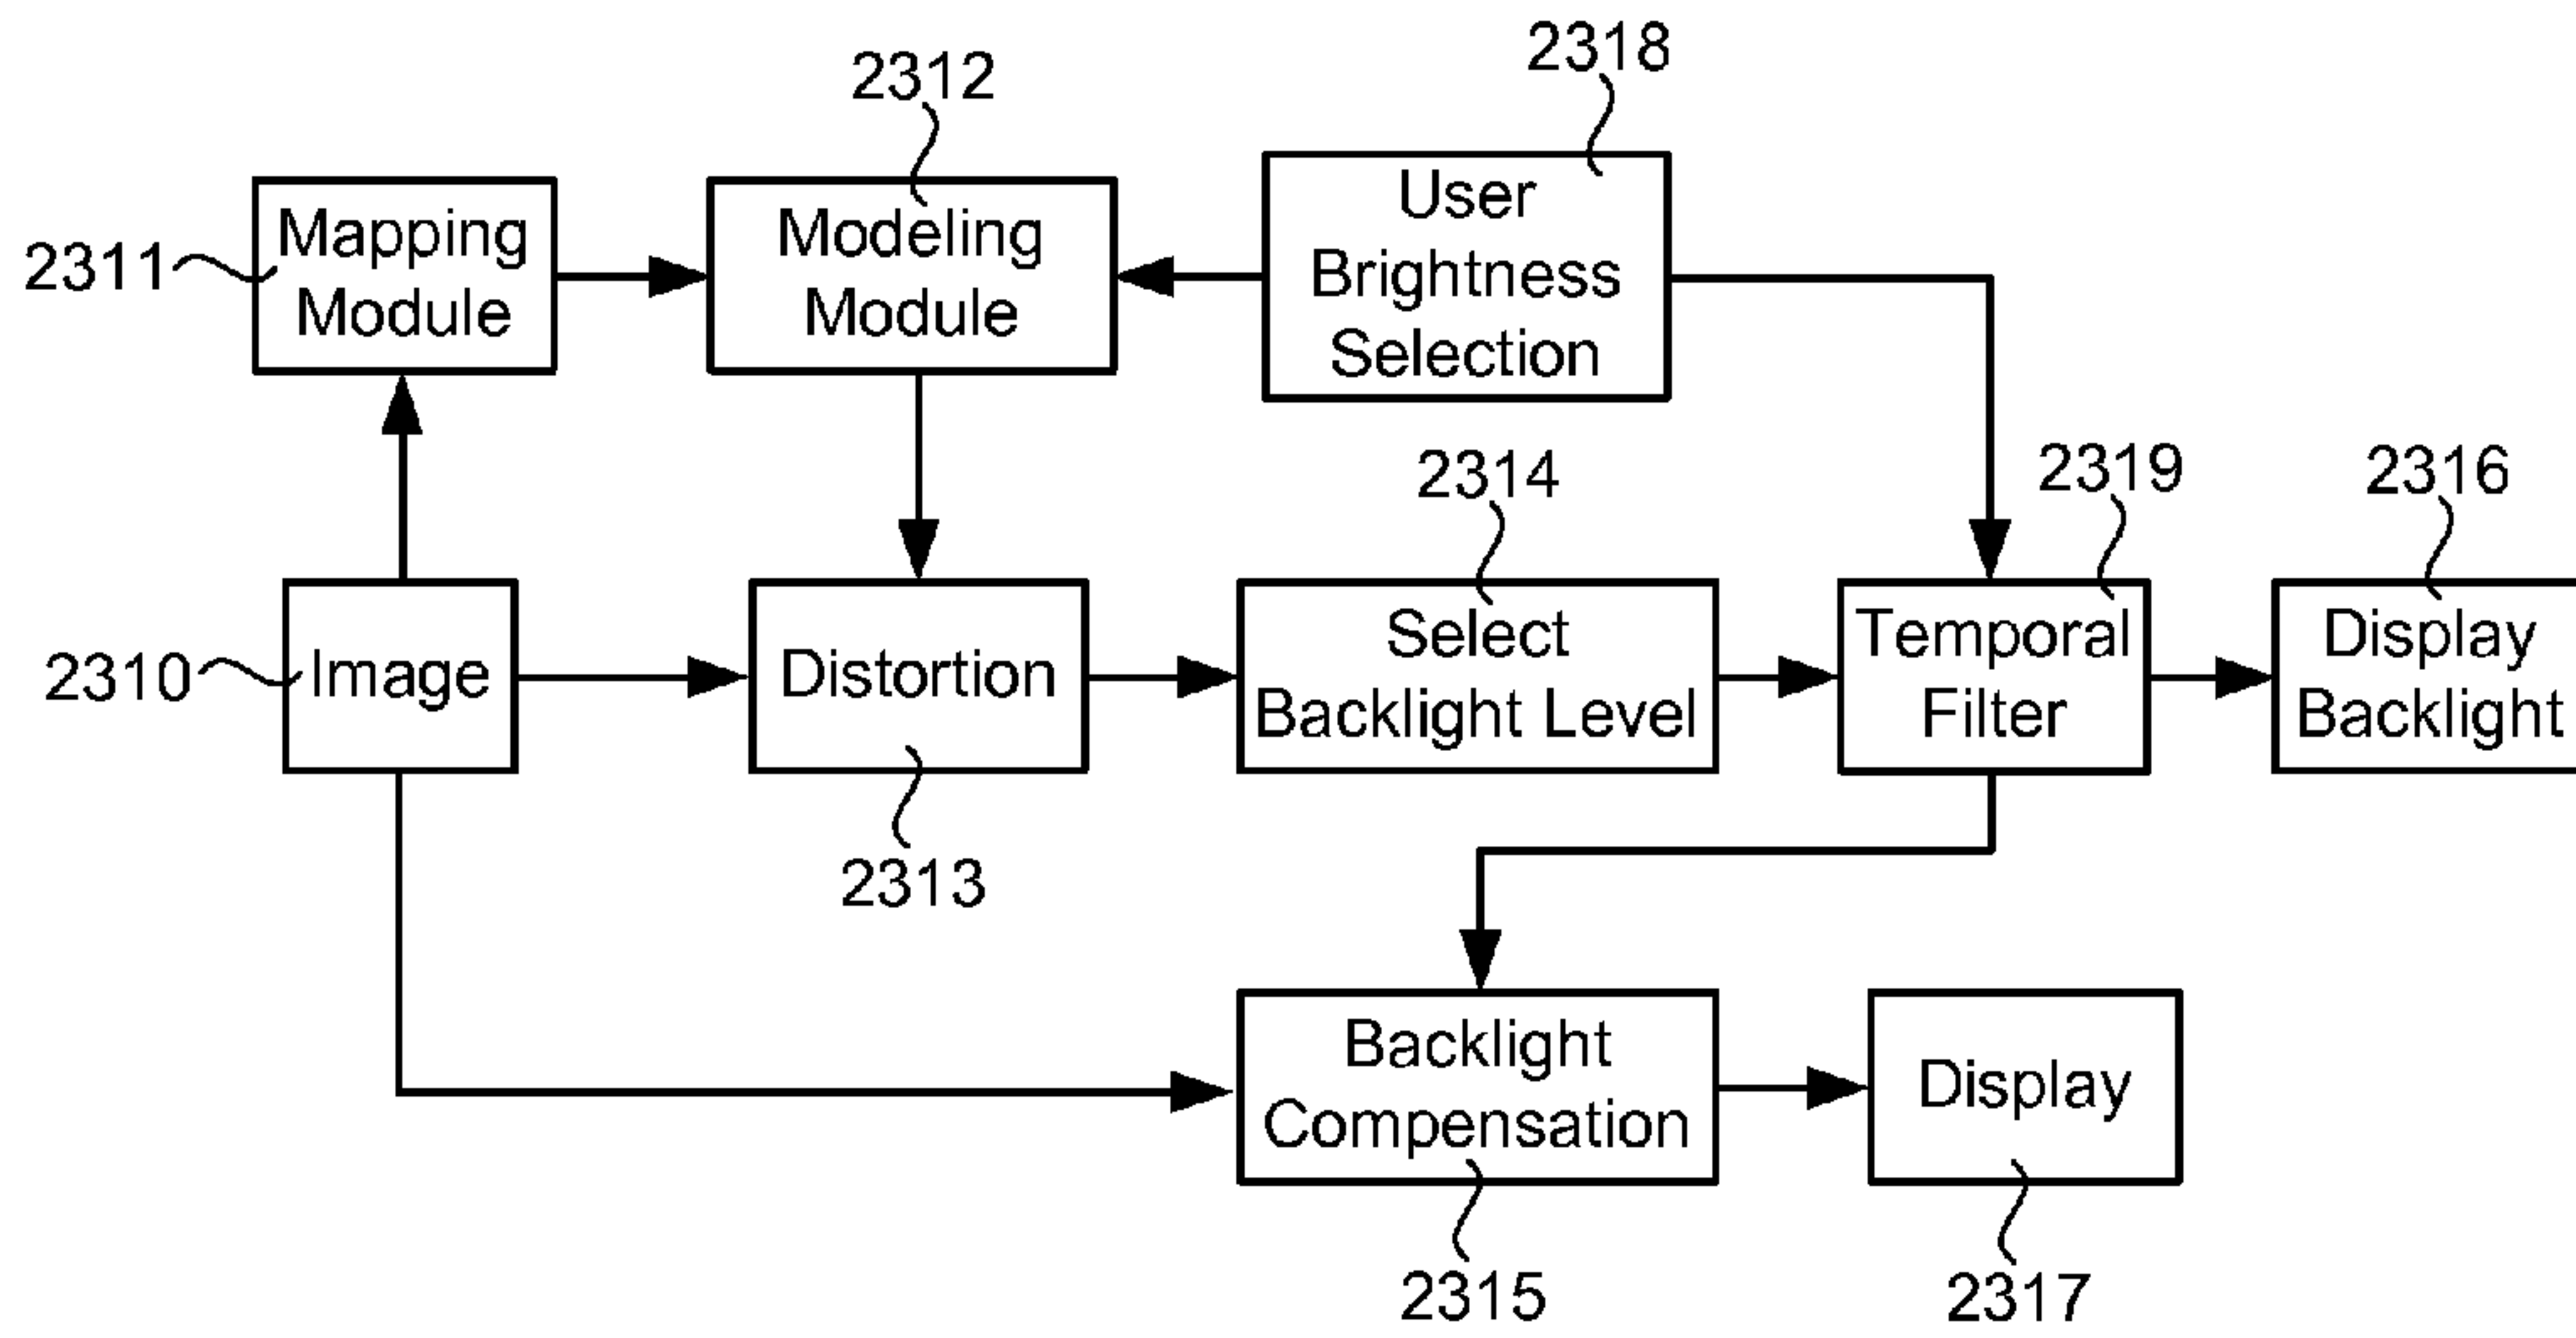 2318
2312
User
Brightness
Selection
Mapping
Module
Modeling
Module
2311
2314
2319
2316
2310
Image
Distortion
Select
Backlight Level
Temporal
Filter
Display
Backlight
2313
Backlight
Compensation
Display
2315
2317